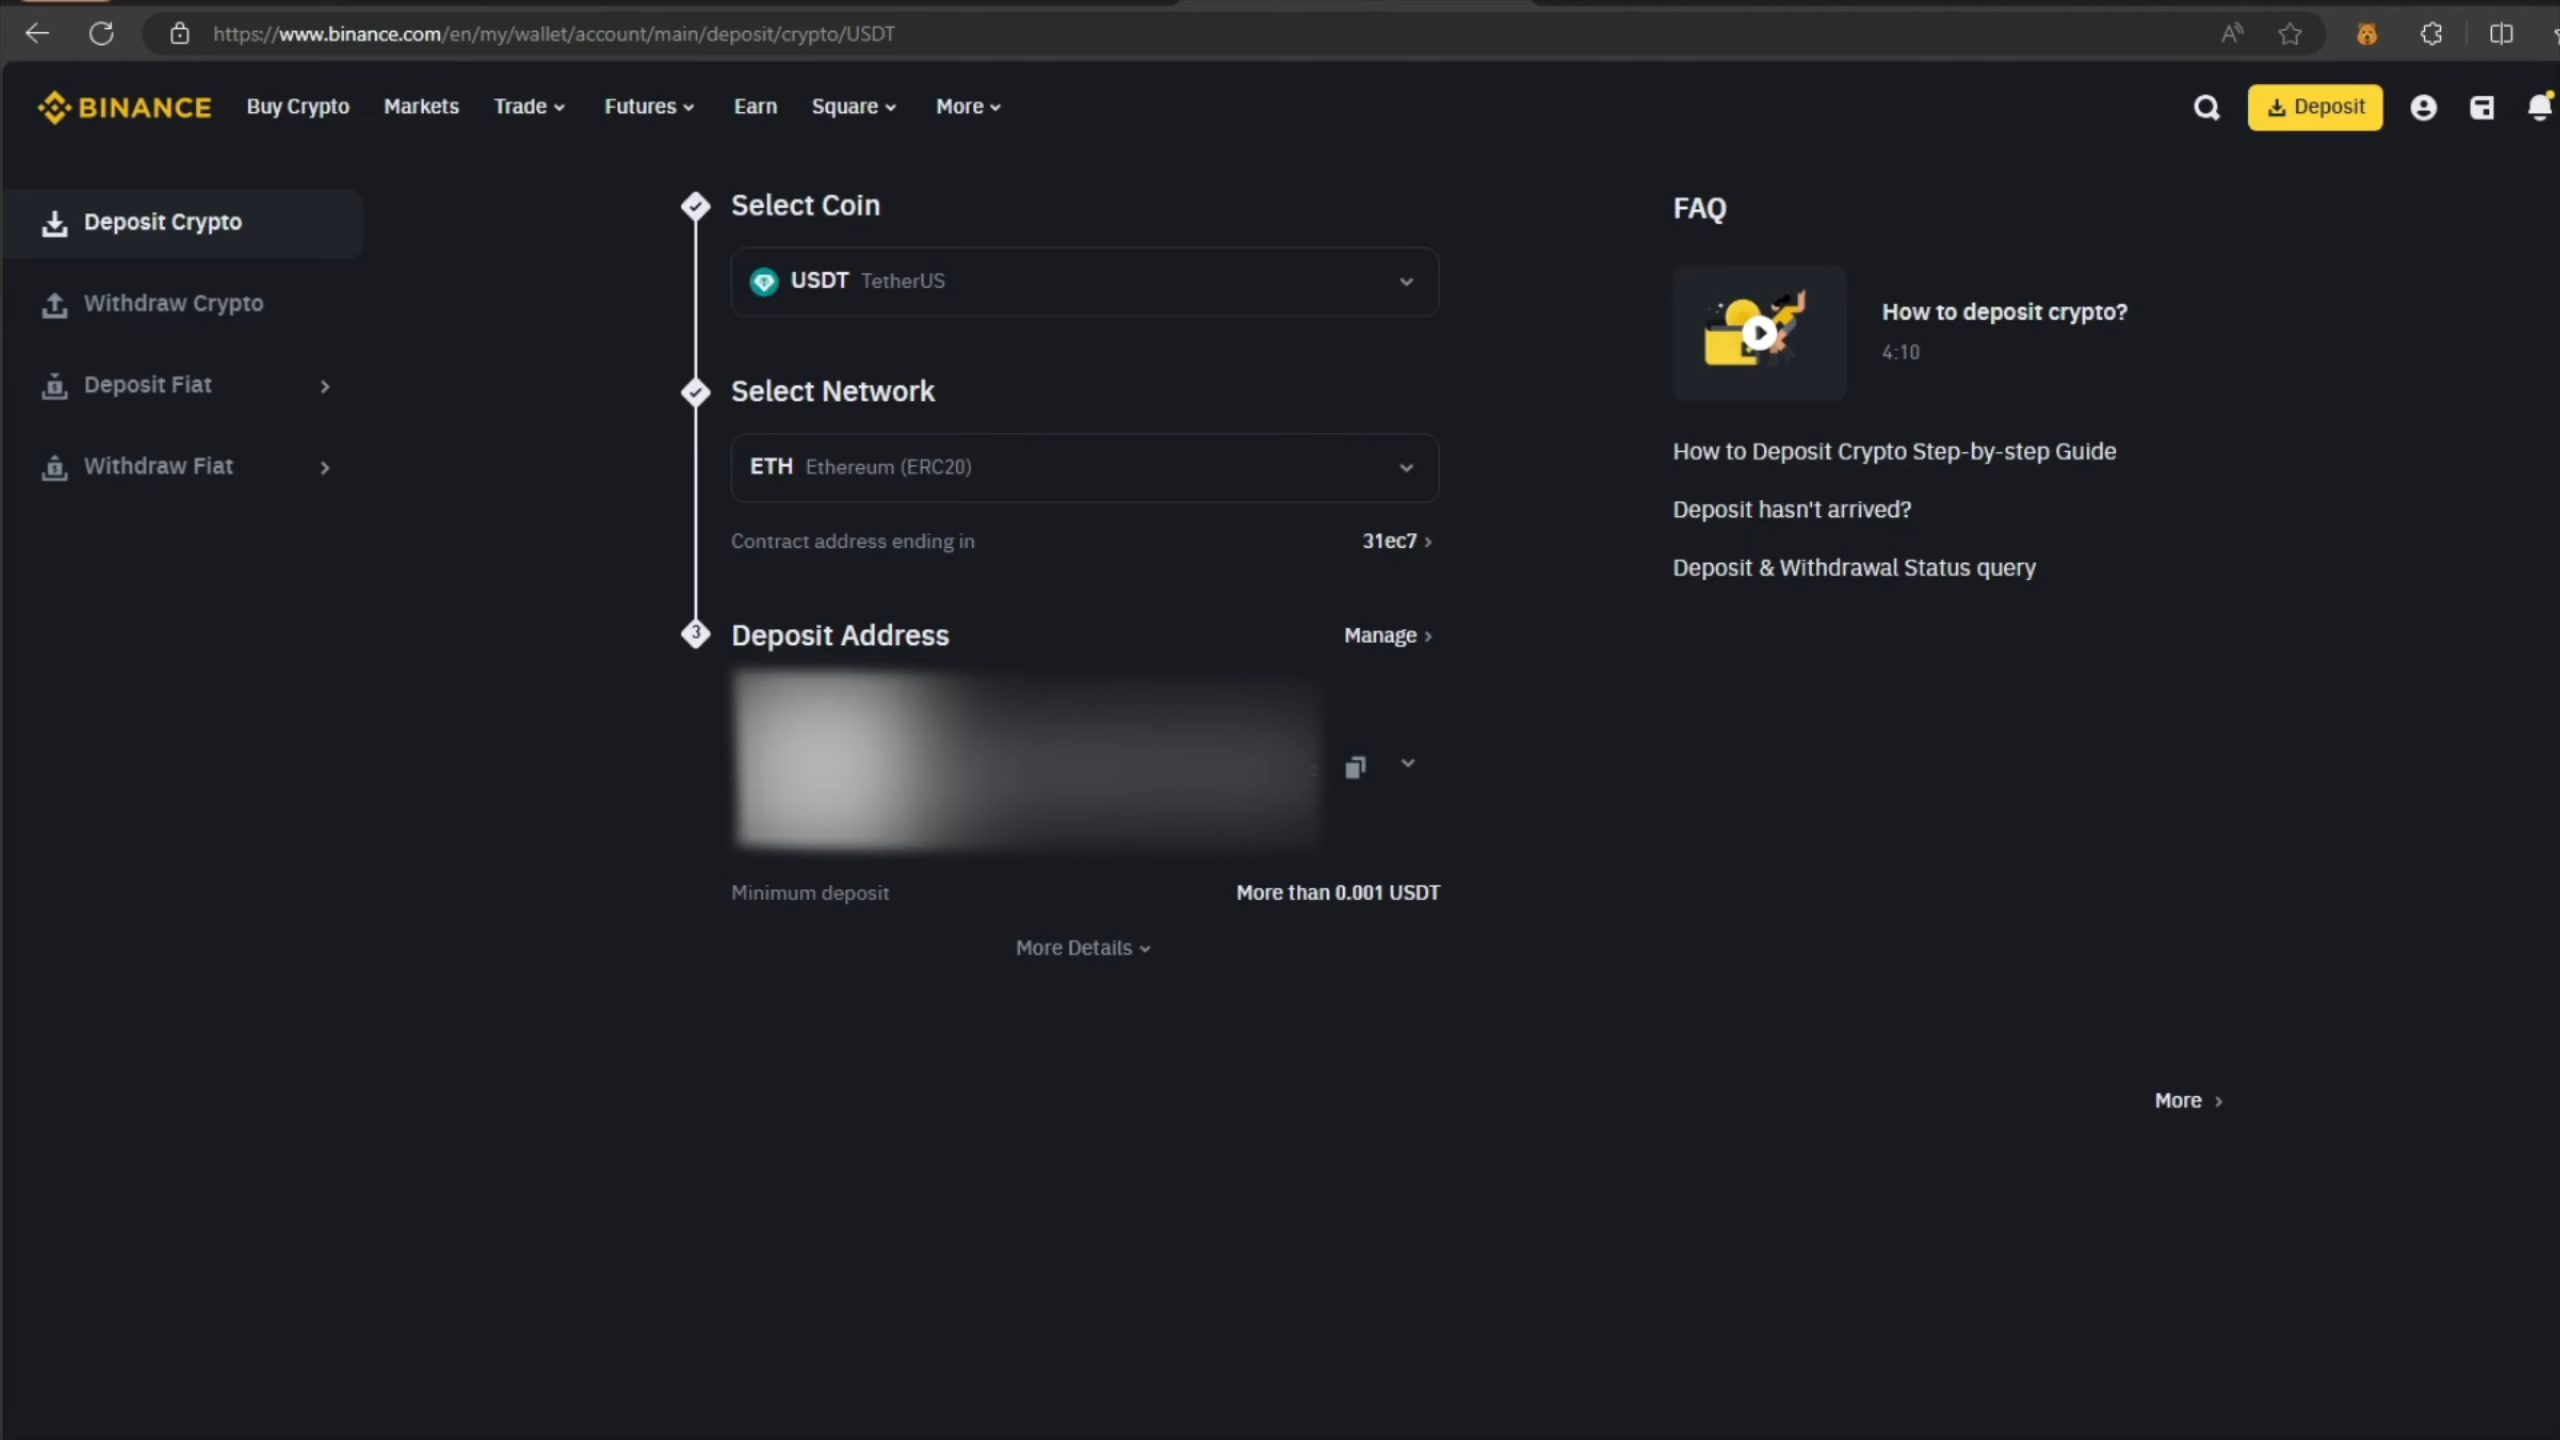 https://www.binance.com/en/my/wallet/account/main/deposit/crypto/USDT
BINANCE Buy Crypto Markets Trade Futures Earn Square More Deposit
Deposit Crypto
Withdraw Crypto
Deposit Fiat
Withdraw Fiat
Select Coin
USDT TetherUS
Select Network
ETH Ethereum (ERC20)
Contract address ending in 31ec7
3 Deposit Address Manage
Minimum deposit More than 0.001 USDT
More Details
FAQ
How to deposit crypto?
4:10
How to Deposit Crypto Step-by-step Guide
Deposit hasn't arrived?
Deposit & Withdrawal Status query
More